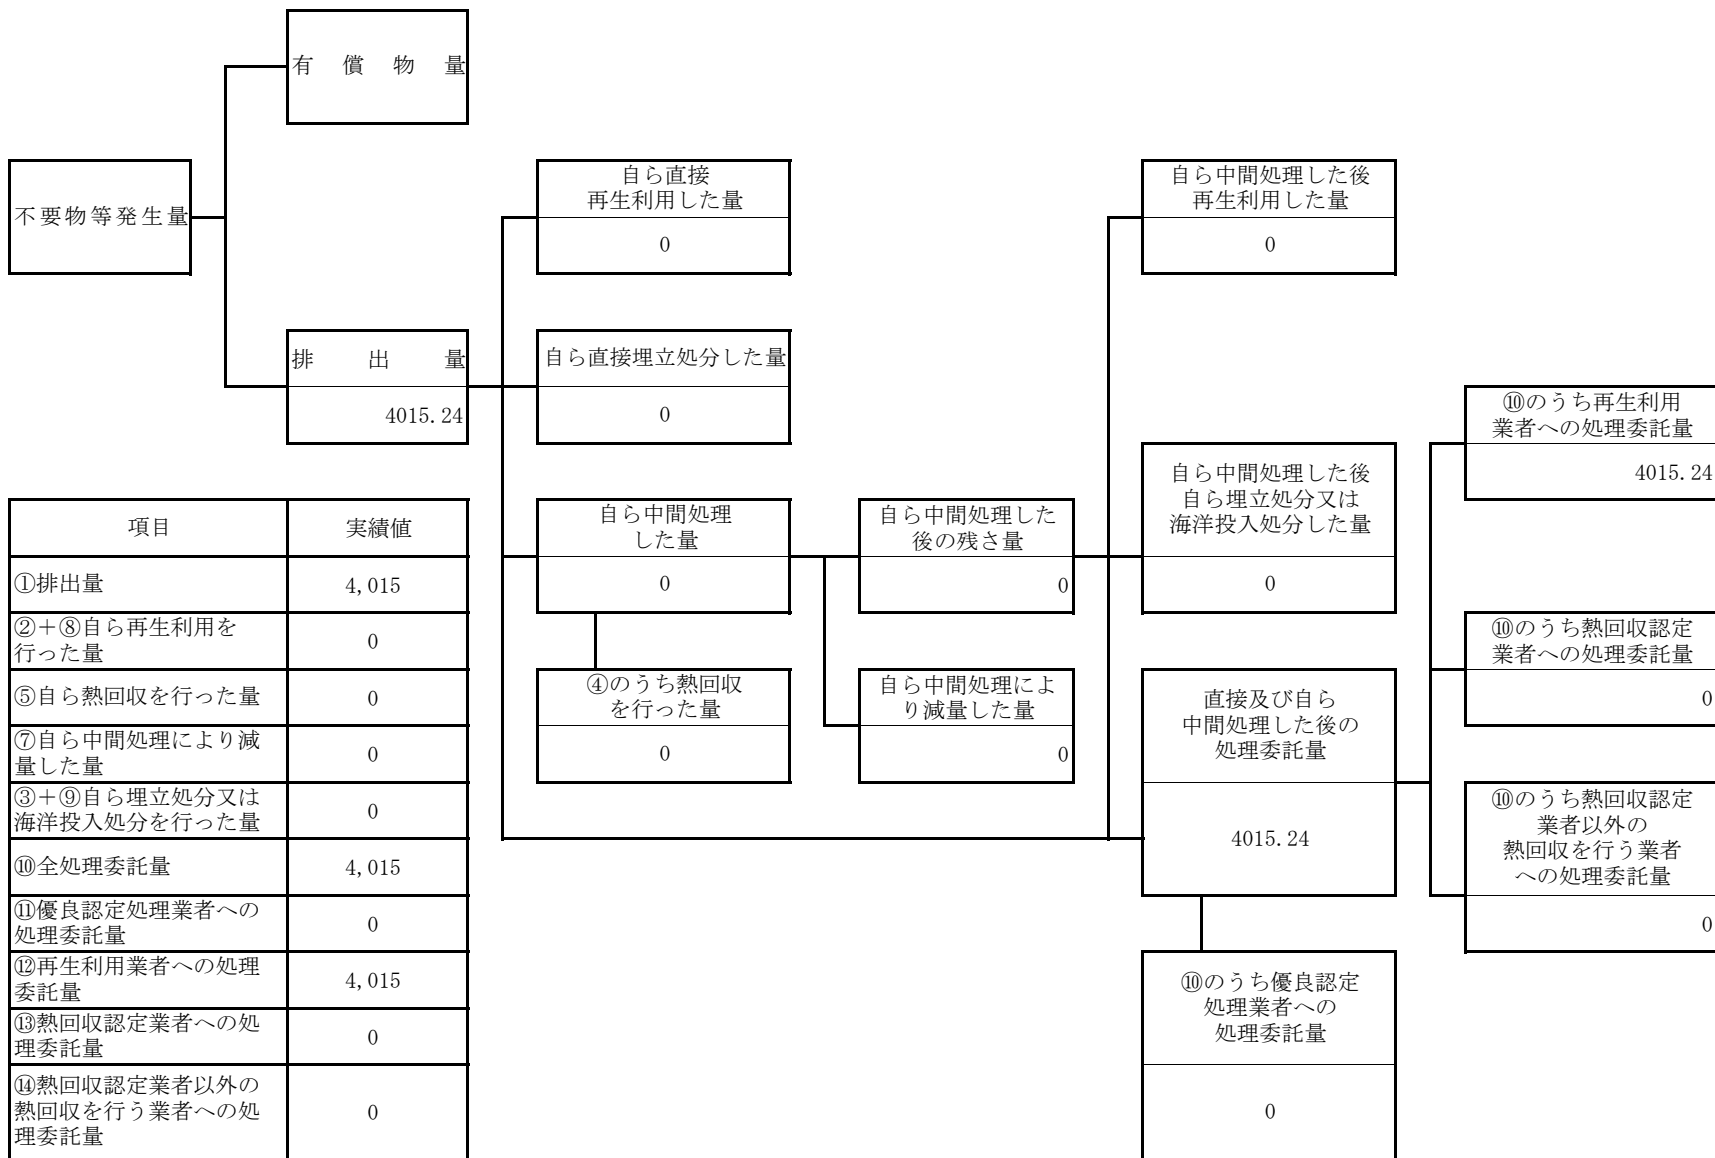 有償物量
不要物等発生量
自ら直接
再生利用した量
0
自ら中間処理した後
再生利用した量
0
排出量
4015.24
自ら直接埋立処分した量
0
⑩のうち再生利用
業者への処理委託量
4015.24
自ら中間処理した後
自ら埋立処分又は
海洋投入処分した量
0
自ら中間処理
した量
0
自ら中間処理した
後の残さ量
0
⑩のうち熱回収認定
業者への処理委託量
0
④のうち熱回収
を行った量
0
自ら中間処理によ
り減量した量
0
直接及び自ら
中間処理した後の
処理委託量
4015.24
⑩のうち熱回収認定
業者以外の
熱回収を行う業者
への処理委託量
0
⑩のうち優良認定
処理業者への
処理委託量
0
項目 実績値
①排出量 4,015
②+⑧自ら再生利用を
行った量 0
⑤自ら熱回収を行った量 0
⑦自ら中間処理により減
量した量 0
③+⑨自ら埋立処分又は
海洋投入処分を行った量 0
⑩全処理委託量 4,015
⑪優良認定処理業者への
処理委託量 0
⑫再生利用業者への処理
委託量 4,015
⑬熱回収認定業者への処
理委託量 0
⑭熱回収認定業者以外の
熱回収を行う業者への処
理委託量 0